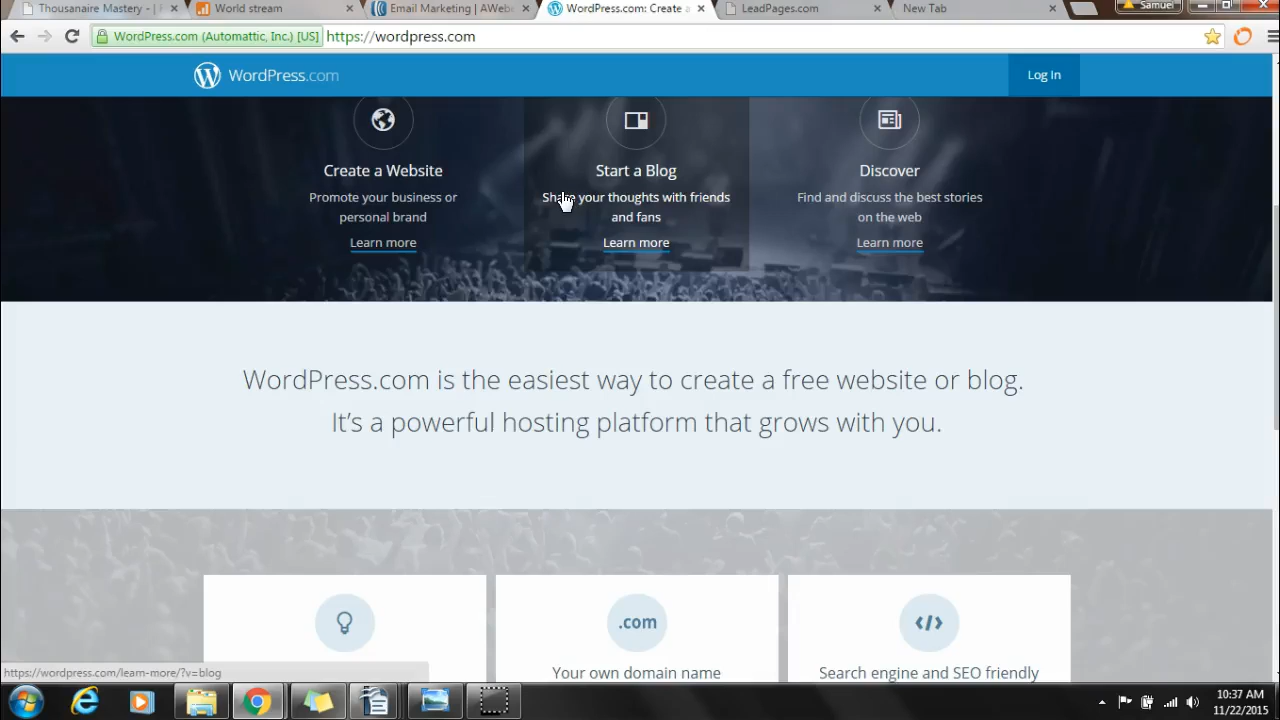 Thousanaire Mastery - [
World stream
Email Marketing | AWebe
WordPress.com: Create a
LeadPages.com
New Tab
Samuel
WordPress.com (Automattic, Inc.) [US]
https://wordpress.com
WordPress.com
Log In
Create a Website
Promote your business or
personal brand
Learn more
Start a Blog
Share your thoughts with friends
and fans
Learn more
Discover
Find and discuss the best stories
on the web
Learn more
WordPress.com is the easiest way to create a free website or blog.
It's a powerful hosting platform that grows with you.
.com
Your own domain name
</>
Search engine and SEO friendly
https://wordpress.com/learn-more/?v=blog
10:37 AM
11/22/2015